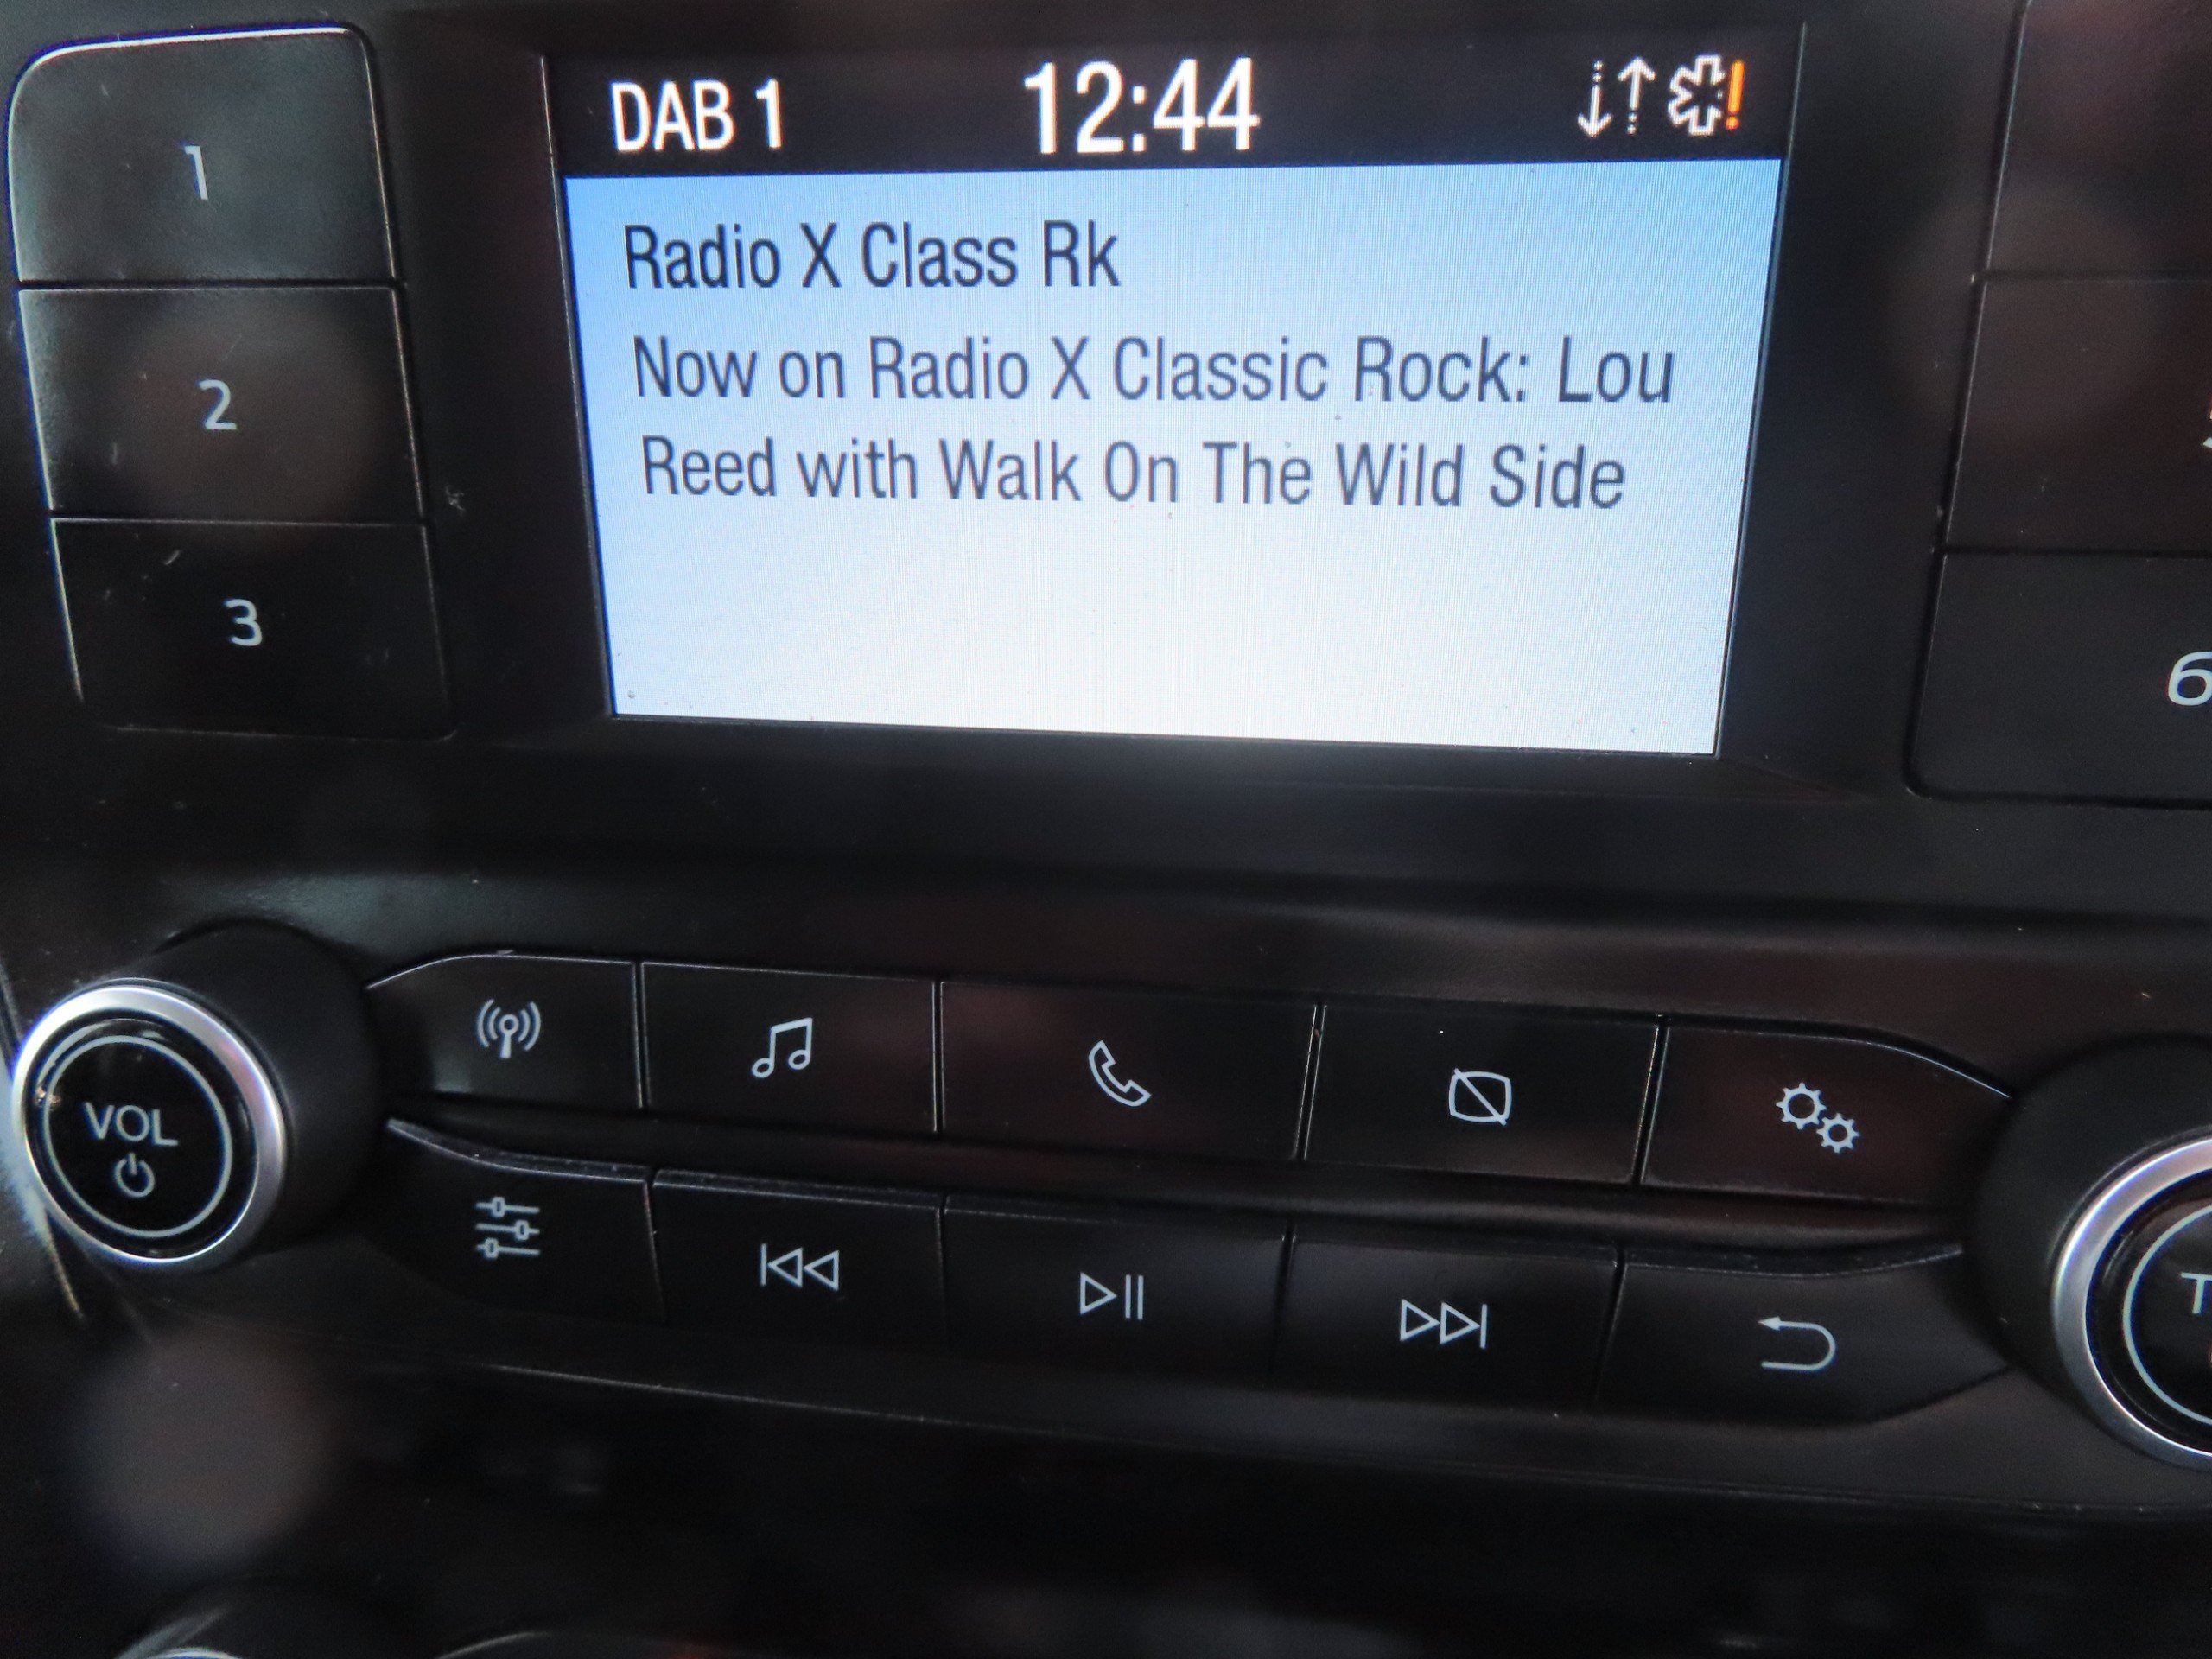 DAB 1 12:44
Radio X Class Rk
Now on Radio X Classic Rock: Lou
Reed with Walk On The Wild Side
1
2
3
6
VOL